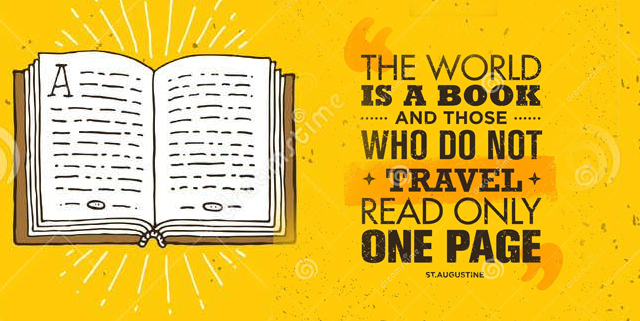 A
THE WORLD
IS A BOOK
AND THOSE
WHO DO NOT
TRAVEL
READ ONLY
ONE PAGE
ST.AUGUSTINE